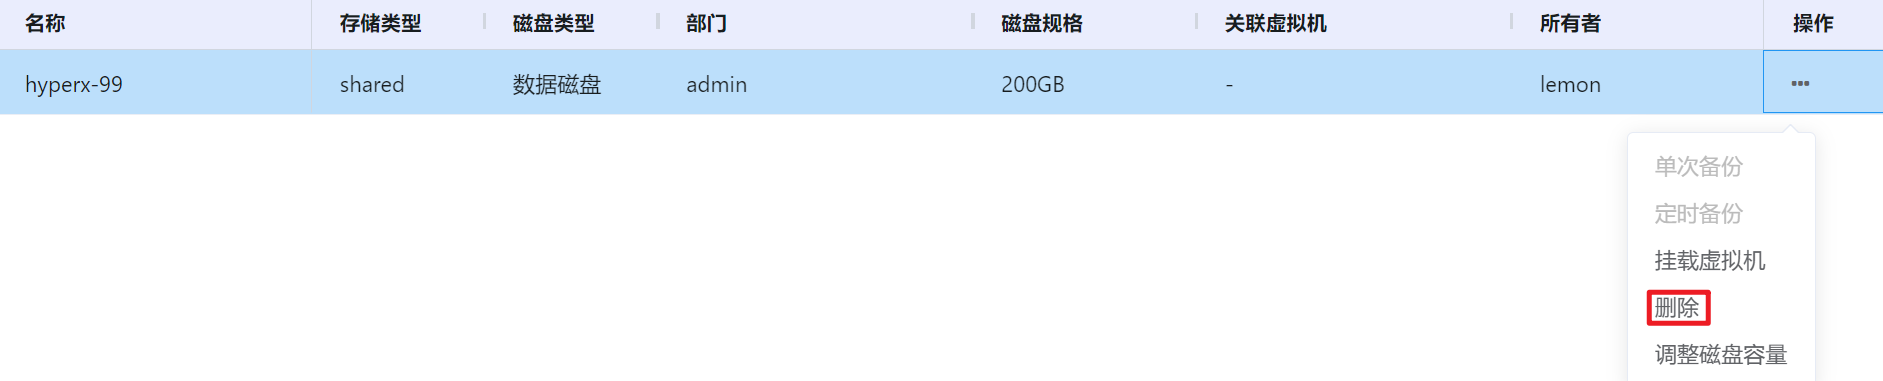 名称 存储类型 磁盘类型 部门 磁盘规格 关联虚拟机 所有者 操作
hyperx-99 shared 数据磁盘 admin 200GB - lemon •••
单次备份
定时备份
挂载虚拟机
删除
调整磁盘容量